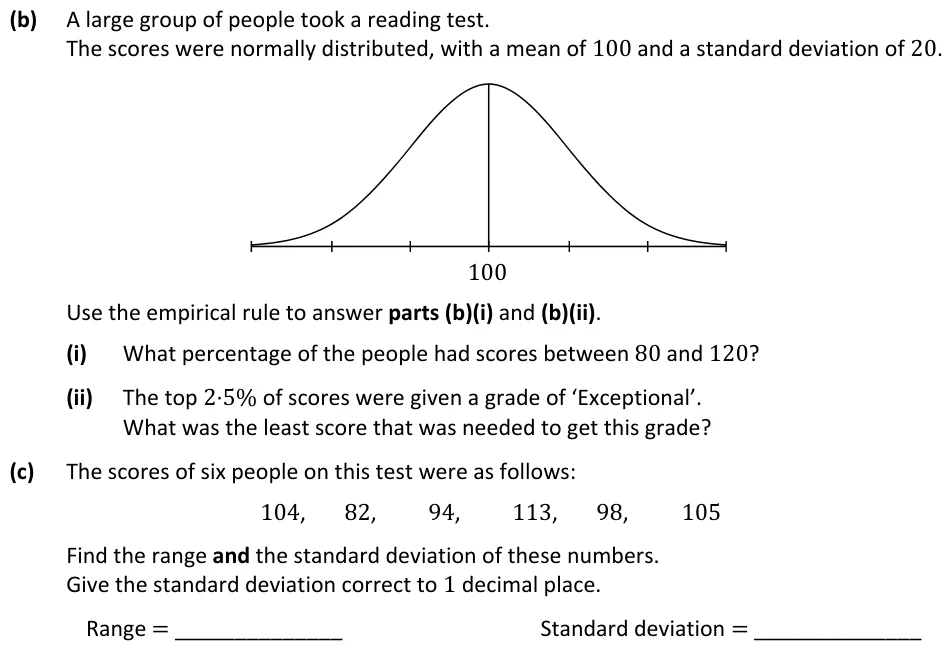 (b) A large group of people took a reading test.
The scores were normally distributed, with a mean of 100 and a standard deviation of 20.
100
Use the empirical rule to answer parts (b)(i) and (b)(ii).
(i) What percentage of the people had scores between 80 and 120?
(ii) The top 2·5% of scores were given a grade of ‘Exceptional’.
What was the least score that was needed to get this grade?
(c) The scores of six people on this test were as follows:
104, 82, 94, 113, 98, 105
Find the range and the standard deviation of these numbers.
Give the standard deviation correct to 1 decimal place.
Range = ______________ Standard deviation = ______________